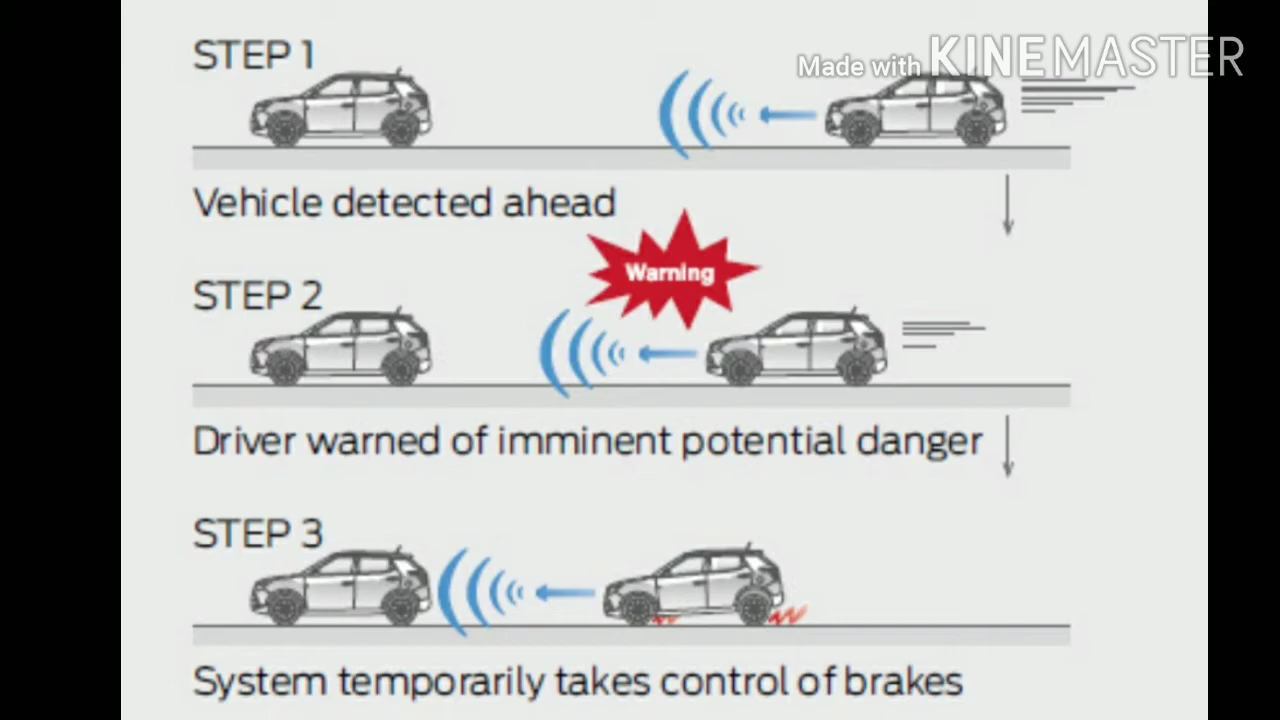 STEP 1
Made with KINEMASTER
Vehicle detected ahead
Warning
STEP 2
Driver warned of imminent potential danger
STEP 3
System temporarily takes control of brakes